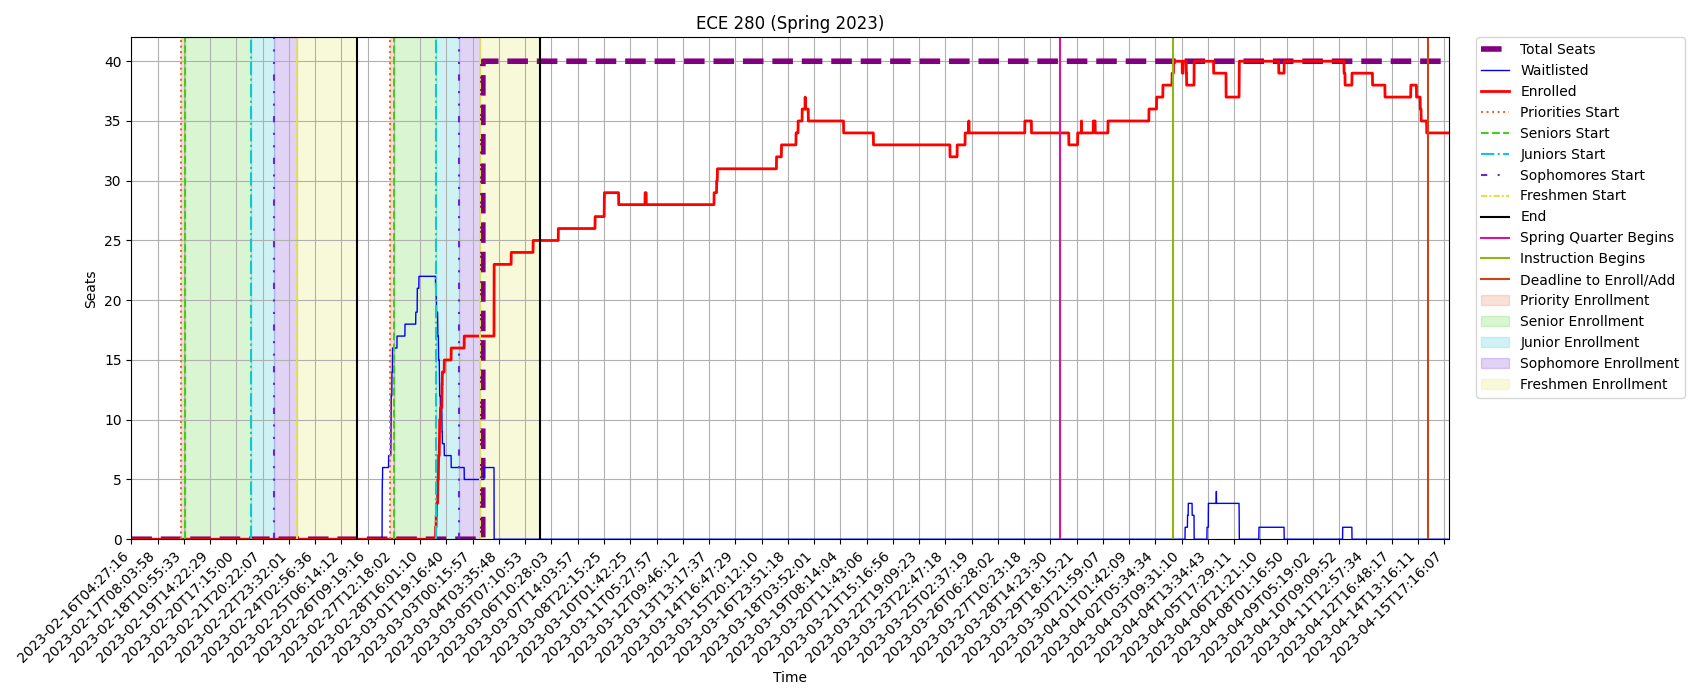 ECE 280 (Spring 2023)
Seats
40
35
30
25
20
15
10
5
0
2023-02-16T04:27:16
2023-02-17T08:03:58
2023-02-18T10:55:33
2023-02-19T14:22:29
2023-02-20T17:15:00
2023-02-21T20:22:07
2023-02-22T23:32:01
2023-02-24T02:56:30
2023-02-25T06:14:12
2023-02-26T09:19:16
2023-02-27T12:18:02
2023-02-28T16:01:10
2023-03-01T19:16:40
2023-03-03T00:15:57
2023-03-04T03:35:48
2023-03-05T07:10:53
2023-03-06T10:28:03
2023-03-07T14:03:57
2023-03-08T22:15:25
2023-03-10T01:42:25
2023-03-11T05:27:57
2023-03-12T09:46:12
2023-03-13T13:17:37
2023-03-14T16:47:29
2023-03-15T20:12:10
2023-03-16T23:51:18
2023-03-18T03:52:01
2023-03-19T08:14:04
2023-03-20T11:43:06
2023-03-21T15:16:56
2023-03-22T19:09:23
2023-03-23T22:47:18
2023-03-25T02:37:19
2023-03-26T06:28:02
2023-03-27T10:23:18
2023-03-28T14:23:30
2023-03-29T18:15:21
2023-03-30T21:59:07
2023-04-01T01:42:09
2023-04-02T05:34:34
2023-04-03T09:31:10
2023-04-04T13:34:43
2023-04-05T17:29:11
2023-04-06T21:21:10
2023-04-08T01:16:50
2023-04-09T05:19:02
2023-04-10T09:09:52
2023-04-11T12:57:34
2023-04-12T16:48:17
2023-04-14T13:16:11
2023-04-15T17:16:07
Time
Total Seats
Waitlisted
Enrolled
Priorities Start
Seniors Start
Juniors Start
Sophomores Start
Freshmen Start
End
Spring Quarter Begins
Instruction Begins
Deadline to Enroll/Add
Priority Enrollment
Senior Enrollment
Junior Enrollment
Sophomore Enrollment
Freshmen Enrollment